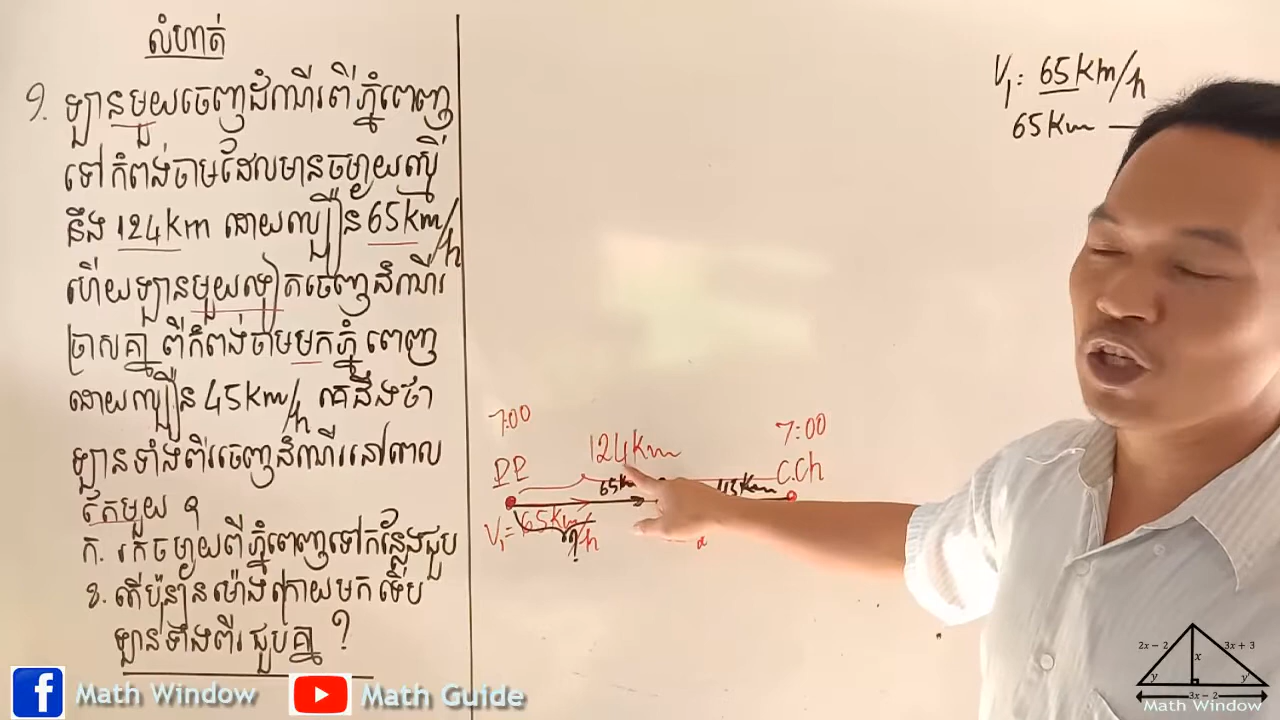 លំហាត់
១. ឡានមួយចេញដំណើរពីភ្នំពេញ
ទៅកំពង់ចាមដែលមានចម្ងាយស្មើ
នឹង 124km ដោយល្បឿន 65km/h
ហើយឡានមួយទៀតចេញដំណើរ
ច្រាសគ្នា ពីកំពង់ចាមមកភ្នំពេញ
ដោយល្បឿន 45km/h គេដឹងថា
ឡានទាំងពីរចេញដំណើរនៅពេល
តែមួយ ។
ក. រកចម្ងាយពីភ្នំពេញទៅកន្លែងជួប
ខ. តើប៉ុន្មានម៉ោងក្រោយមកទើប
ឡានទាំងពីរជួបគ្នា ?
V₁ = 65Km/h
65Km —
7:00
7:00
124Km
P.P
C.Ch
65Km
45Km
V₁ = 65Km/h
?
Math Window
Math Guide
2x − 2
3x + 3
x
y
y
3x − 2
Math Window